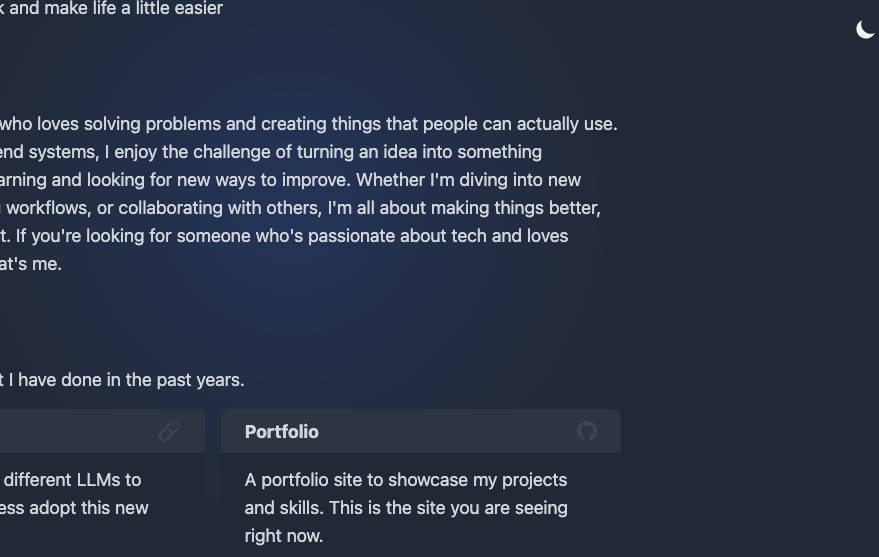 k and make life a little easier
who loves solving problems and creating things that people can actually use.
end systems, I enjoy the challenge of turning an idea into something
arning and looking for new ways to improve. Whether I'm diving into new
workflows, or collaborating with others, I'm all about making things better,
t. If you're looking for someone who's passionate about tech and loves
at's me.
t I have done in the past years.
Portfolio
different LLMs to
ess adopt this new
A portfolio site to showcase my projects
and skills. This is the site you are seeing
right now.